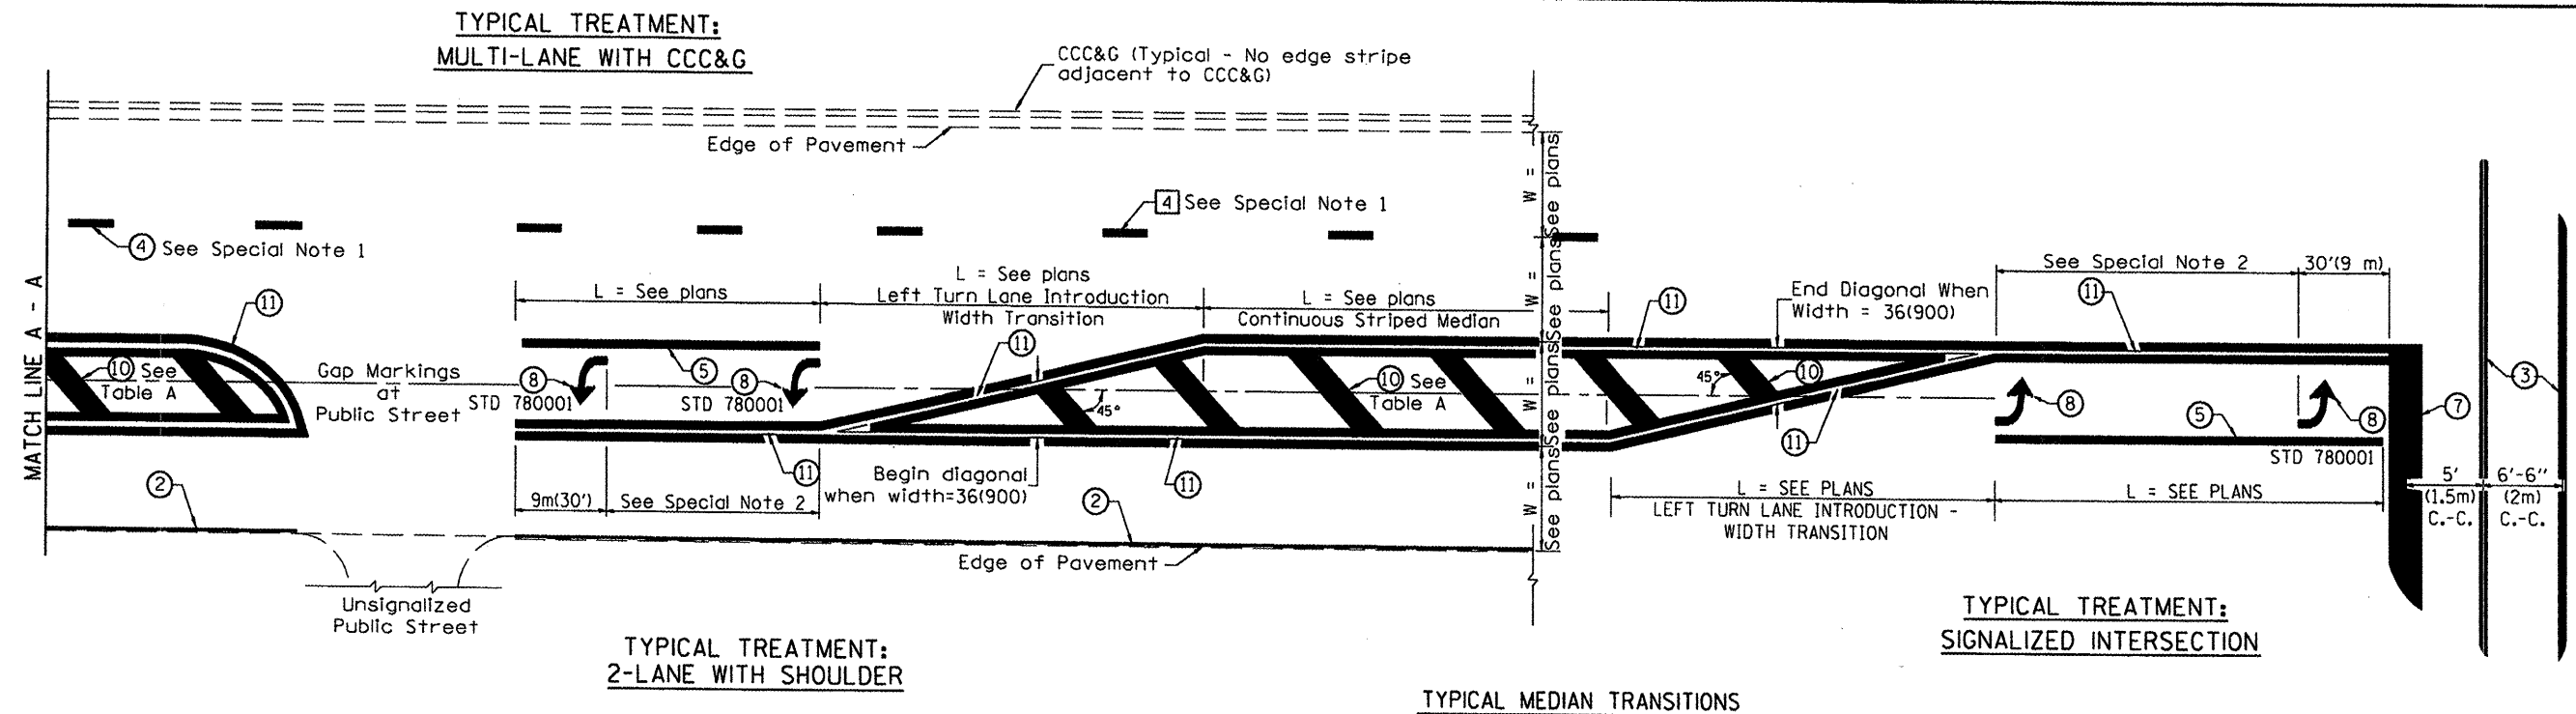 TYPICAL TREATMENT:
MULTI-LANE WITH CCC&G
CCC&G (Typical - No edge stripe
adjacent to CCC&G)
Edge of Pavement
MATCH LINE A - A
4 See Special Note 1
4 See Special Note 1
11
10 See
Table A
Gap Markings
at
Public Street
L = See plans
L = See plans
Left Turn Lane Introduction
Width Transition
L = See plans
Continuous Striped Median
8
STD 780001
5
8
STD 780001
11
45°
10 See
Table A
11
Begin diagonal
when width=36(900)
11
9m(30')
See Special Note 2
2
2
Edge of Pavement
Unsignalized
Public Street
W =
See plans
W =
See plans
W =
See plans
W =
See plans
11
End Diagonal When
Width = 36(900)
See Special Note 2
30'(9 m)
11
45°
10
11
8
5
8
STD 780001
7
3
5'
(1.5m)
C.-C.
6'-6"
(2m)
C.-C.
L = SEE PLANS
LEFT TURN LANE INTRODUCTION -
WIDTH TRANSITION
L = SEE PLANS
TYPICAL TREATMENT:
2-LANE WITH SHOULDER
TYPICAL TREATMENT:
SIGNALIZED INTERSECTION
TYPICAL MEDIAN TRANSITIONS